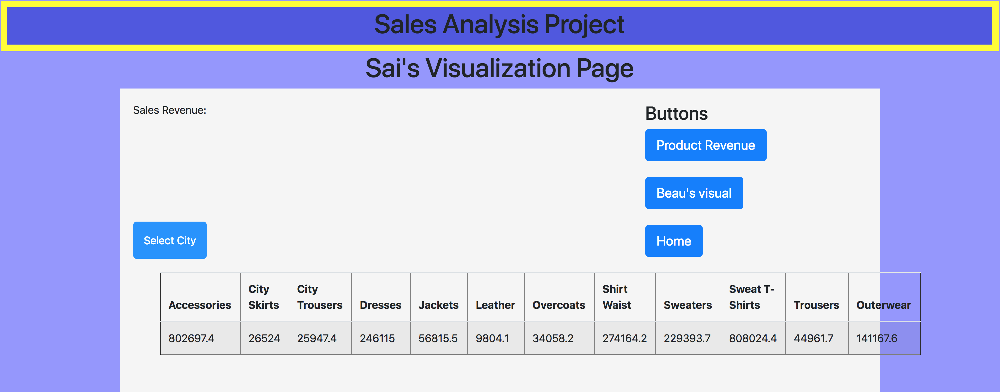 Sales Analysis Project
Sai's Visualization Page
Sales Revenue:
Buttons
Product Revenue
Beau's visual
Select City
Home
Accessories City Skirts City Trousers Dresses Jackets Leather Overcoats Shirt Waist Sweaters Sweat T-Shirts Trousers Outerwear
802697.4 26524 25947.4 246115 56815.5 9804.1 34058.2 274164.2 229393.7 808024.4 44961.7 141167.6